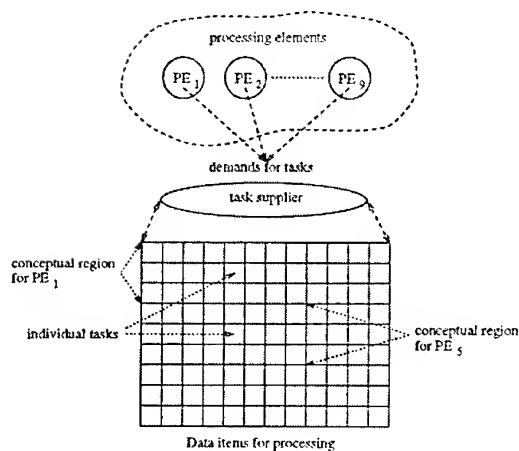 processing elements
PE 1
PE 2
PE 9
demands for tasks
task supplier
conceptual region
for PE 1
individual tasks
conceptual region
for PE 5
Data items for processing